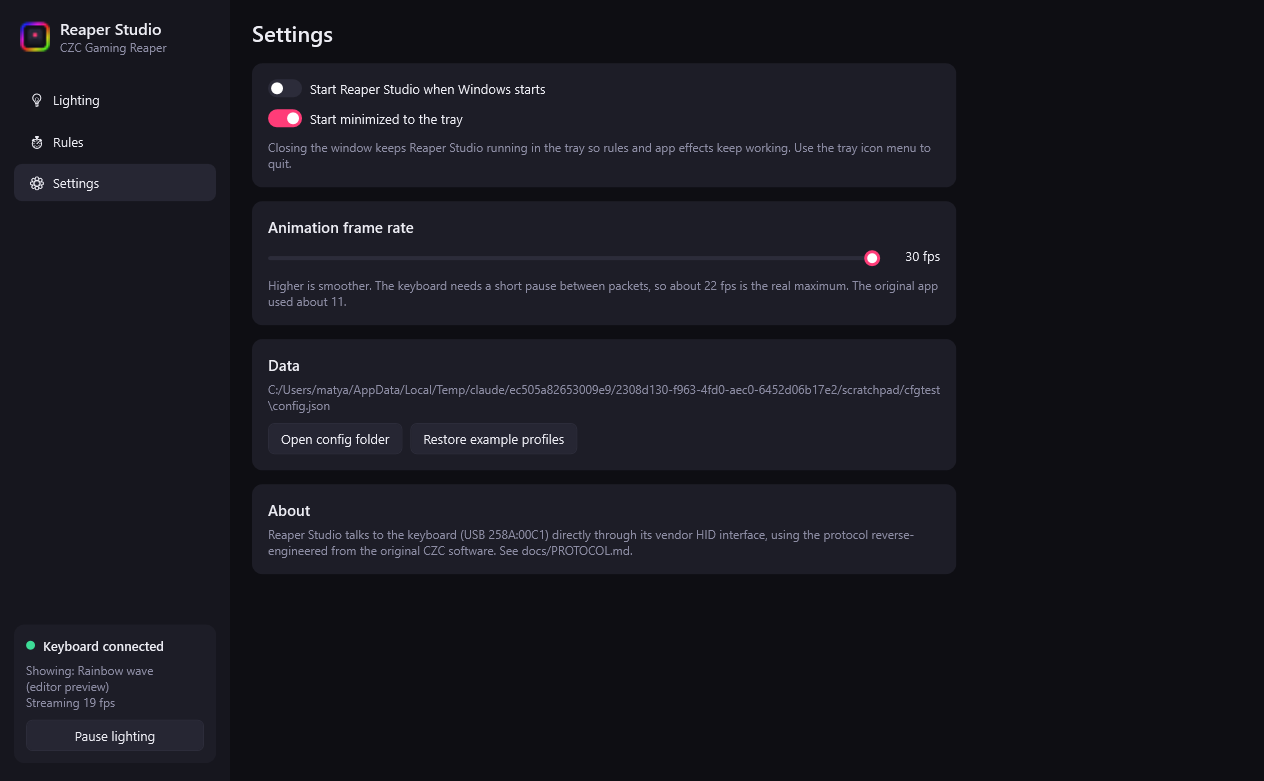 Reaper Studio
CZC Gaming Reaper
Lighting
Rules
Settings
Keyboard connected
Showing: Rainbow wave
(editor preview)
Streaming 19 fps
Pause lighting
Settings
Start Reaper Studio when Windows starts
Start minimized to the tray
Closing the window keeps Reaper Studio running in the tray so rules and app effects keep working. Use the tray icon menu to
quit.
Animation frame rate
30 fps
Higher is smoother. The keyboard needs a short pause between packets, so about 22 fps is the real maximum. The original app
used about 11.
Data
C:/Users/matya/AppData/Local/Temp/claude/ec505a82653009e9/2308d130-f963-4fd0-aec0-6452d06b17e2/scratchpad/cfgtest
\config.json
Open config folder
Restore example profiles
About
Reaper Studio talks to the keyboard (USB 258A:00C1) directly through its vendor HID interface, using the protocol reverse-
engineered from the original CZC software. See docs/PROTOCOL.md.